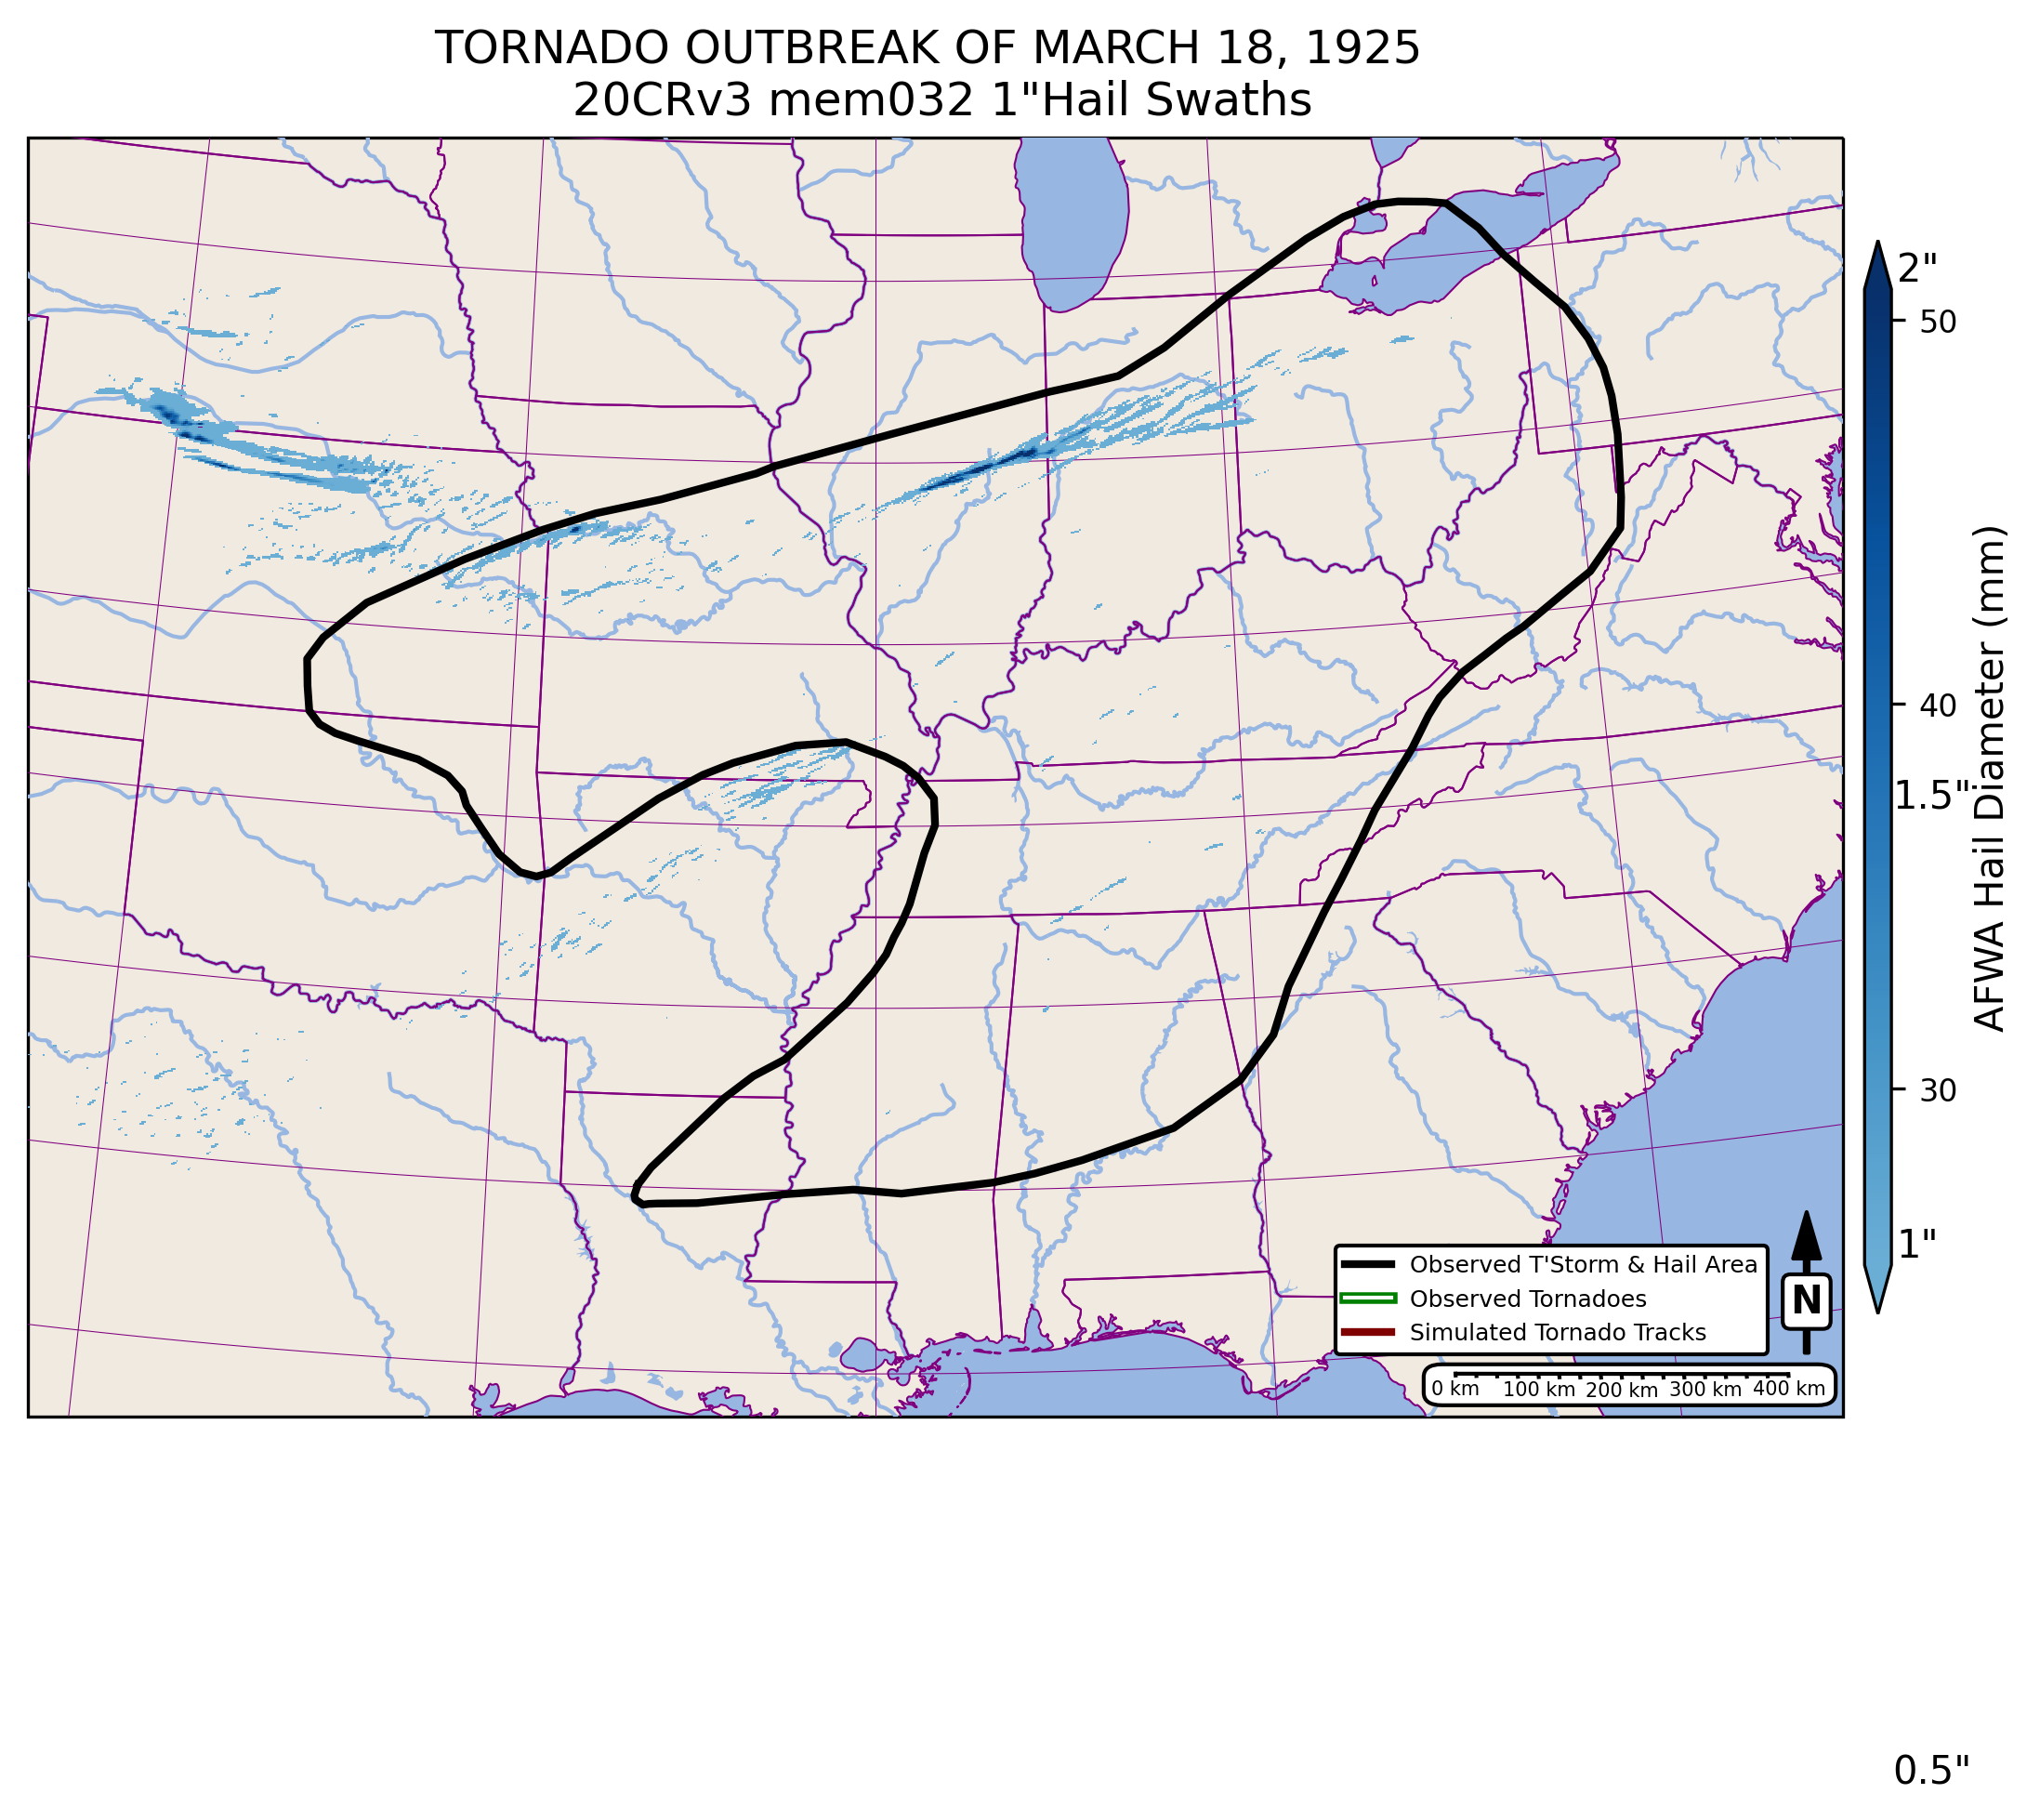 TORNADO OUTBREAK OF MARCH 18, 1925
20CRv3 mem032 1"Hail Swaths
2"
50
40
1.5"
30
1"
AFWA Hail Diameter (mm)
Observed T'Storm & Hail Area
Observed Tornadoes
Simulated Tornado Tracks
N
0 km 100 km 200 km 300 km 400 km
0.5"